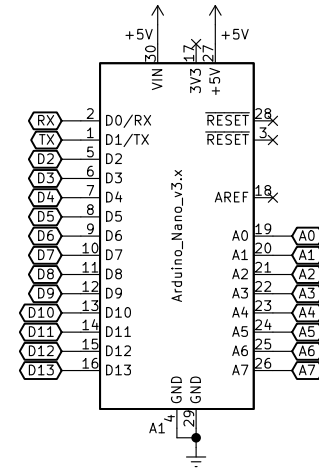 +5V +5V
30 17 27
VIN 3V3 +5V
RX 2 D0/RX RESET 28
TX 1 D1/TX RESET 3
D2 5 D2
D3 6 D3
D4 7 D4 AREF 18
D5 8 D5
D6 9 D6 A0 19 A0
D7 10 D7 A1 20 A1
D8 11 D8 A2 21 A2
D9 12 D9 A3 22 A3
D10 13 D10 A4 23 A4
D11 14 D11 A5 24 A5
D12 15 D12 A6 25 A6
D13 16 D13 A7 26 A7
Arduino_Nano_v3.x
GND GND
A1 4 29